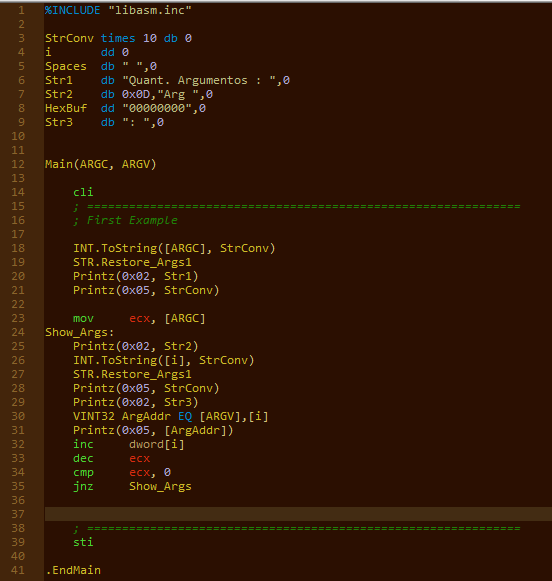 1 %INCLUDE "libasm.inc"
2
3 StrConv times 10 db 0
4 i       dd 0
5 Spaces  db " ",0
6 Str1    db "Quant. Argumentos : ",0
7 Str2    db 0x0D,"Arg ",0
8 HexBuf  dd "00000000",0
9 Str3    db ": ",0
10
11
12 Main(ARGC, ARGV)
13
14     cli
15     ; ==============================================================
16     ; First Example
17
18     INT.ToString([ARGC], StrConv)
19     STR.Restore_Args1
20     Printz(0x02, Str1)
21     Printz(0x05, StrConv)
22
23     mov     ecx, [ARGC]
24 Show_Args:
25     Printz(0x02, Str2)
26     INT.ToString([i], StrConv)
27     STR.Restore_Args1
28     Printz(0x05, StrConv)
29     Printz(0x02, Str3)
30     VINT32 ArgAddr EQ [ARGV],[i]
31     Printz(0x05, [ArgAddr])
32     inc     dword[i]
33     dec     ecx
34     cmp     ecx, 0
35     jnz     Show_Args
36
37
38     ; ==============================================================
39     sti
40
41 .EndMain